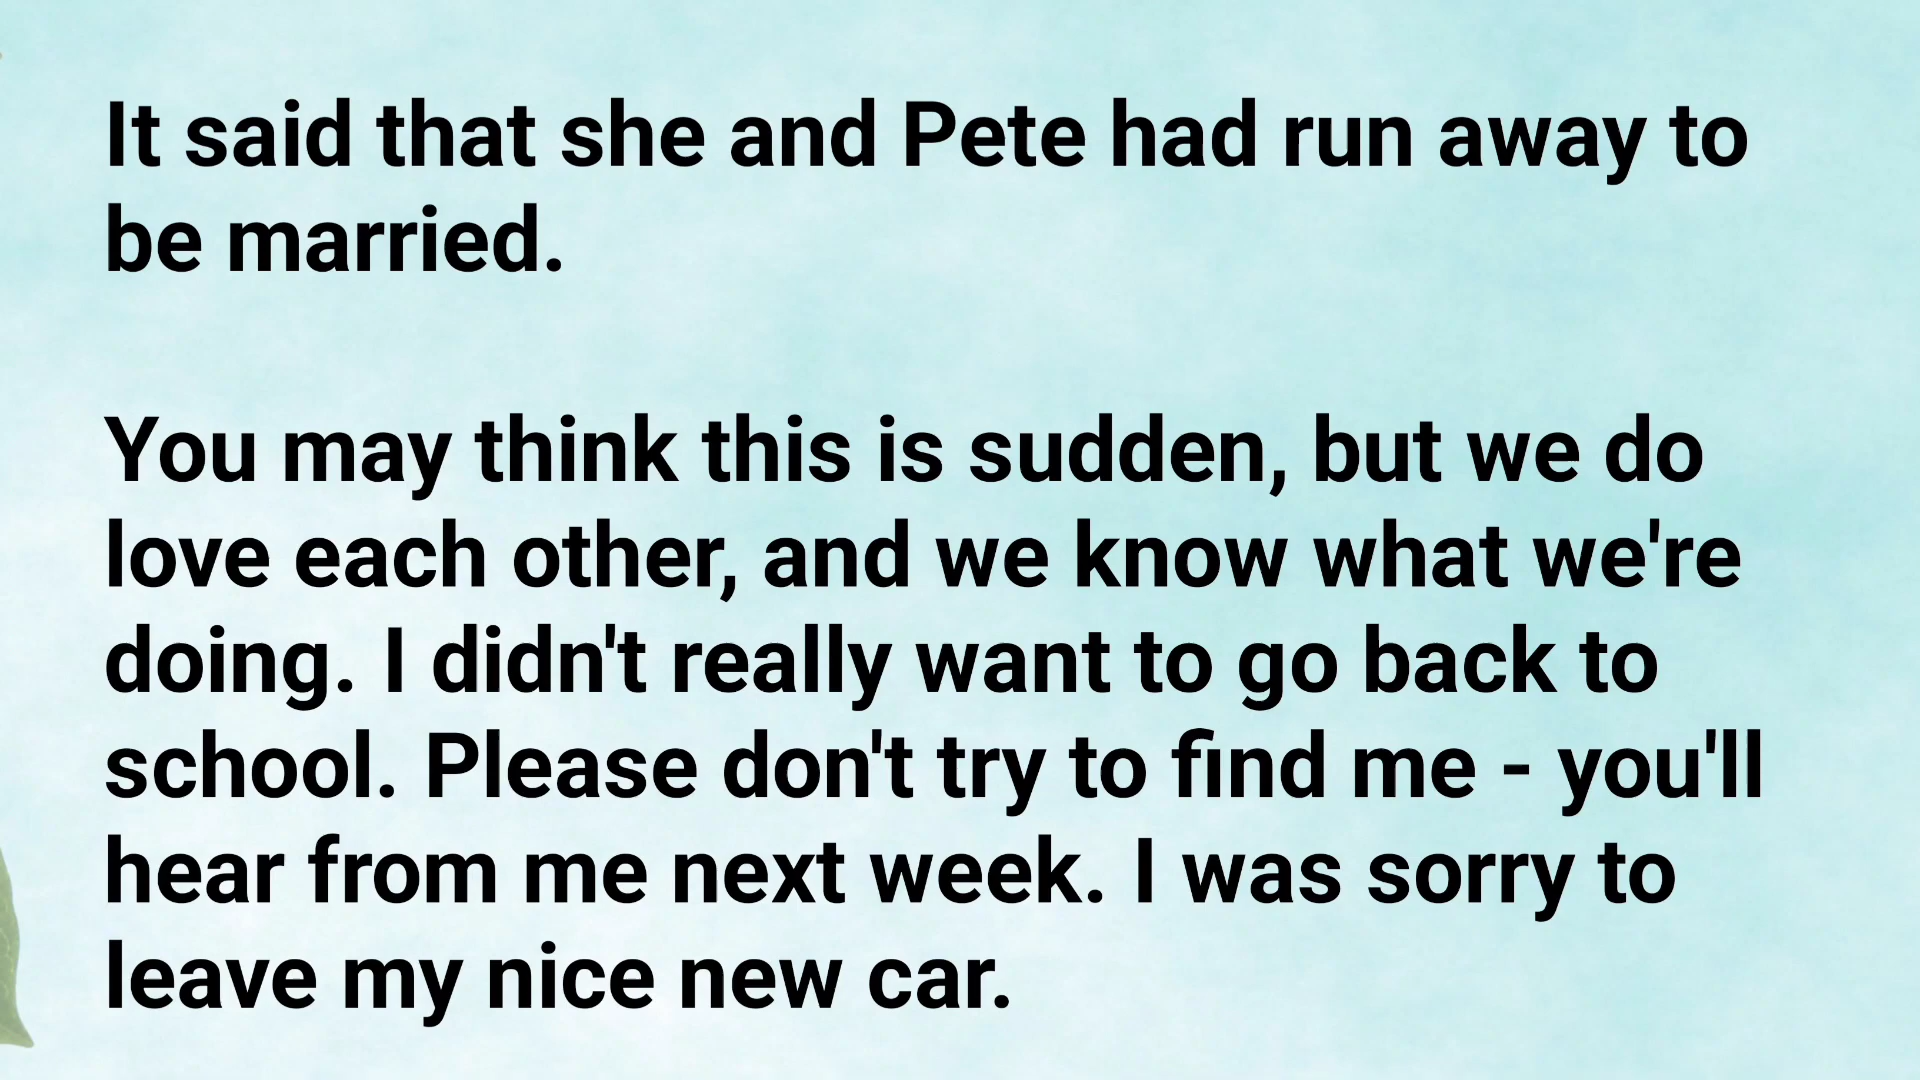 It said that she and Pete had run away to
be married.
You may think this is sudden, but we do
love each other, and we know what we're
doing. I didn't really want to go back to
school. Please don't try to find me - you'll
hear from me next week. I was sorry to
leave my nice new car.